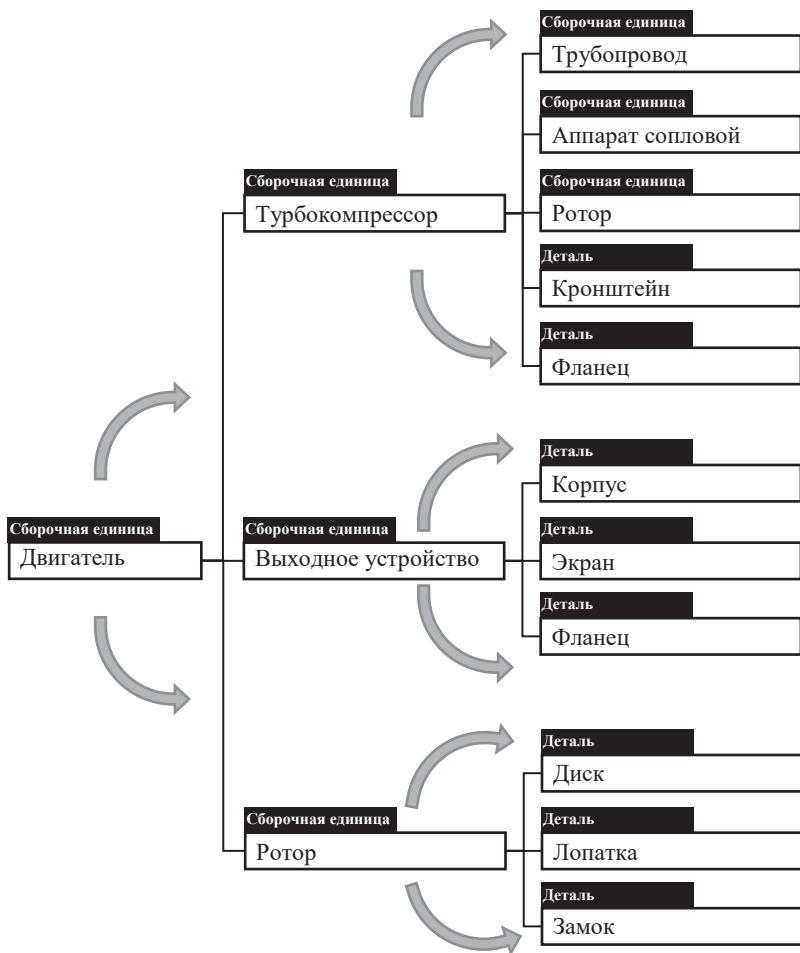 Сборочная единица
Трубопровод
Сборочная единица
Аппарат сопловой
Сборочная единица
Турбокомпрессор
Сборочная единица
Ротор
Деталь
Кронштейн
Деталь
Фланец
Деталь
Корпус
Сборочная единица
Двигатель
Сборочная единица
Выходное устройство
Деталь
Экран
Деталь
Фланец
Деталь
Диск
Сборочная единица
Ротор
Деталь
Лопатка
Деталь
Замок